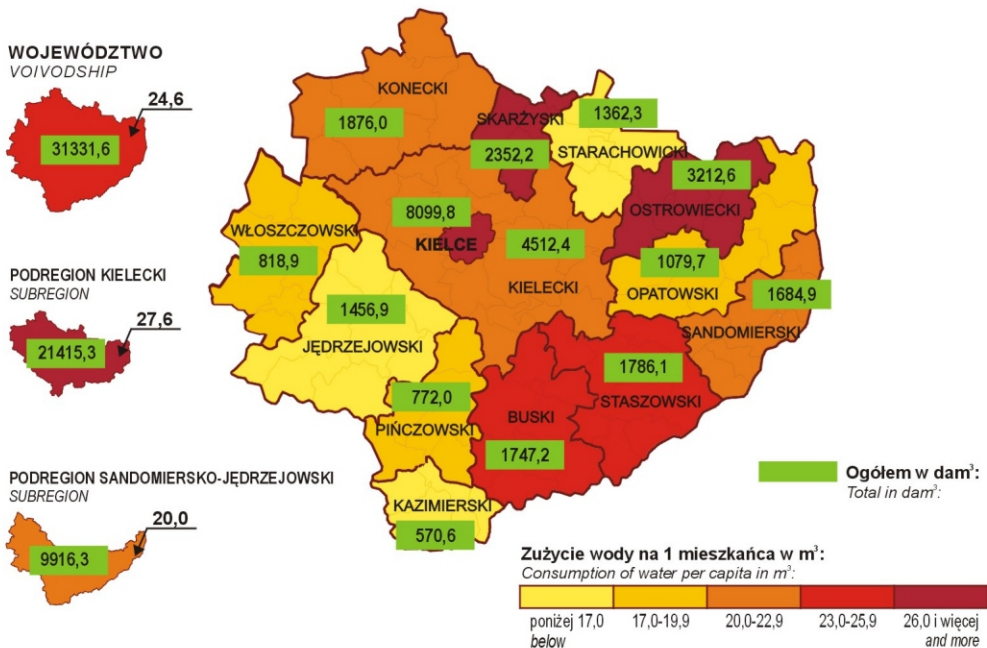 WOJEWÓDZTWO
VOIVODSHIP
24,6
31331,6
PODREGION KIELECKI
SUBREGION
27,6
21415,3
PODREGION SANDOMIERSKO-JĘDRZEJOWSKI
SUBREGION
20,0
9916,3
KONECKI
1876,0
SKARŻYSKI
2352,2
1362,3
STARACHOWICKI
3212,6
OSTROWIECKI
WŁOSZCZOWSKI
818,9
8099,8
KIELCE
4512,4
KIELECKI
1079,7
OPATOWSKI
1684,9
SANDOMIERSKI
1456,9
JĘDRZEJOWSKI
1786,1
STASZOWSKI
772,0
PIŃCZOWSKI
BUSKI
1747,2
KAZIMIERSKI
570,6
Ogółem w dam³:
Total in dam³:
Zużycie wody na 1 mieszkańca w m³:
Consumption of water per capita in m³:
poniżej 17,0
below
17,0-19,9
20,0-22,9
23,0-25,9
26,0 i więcej
and more